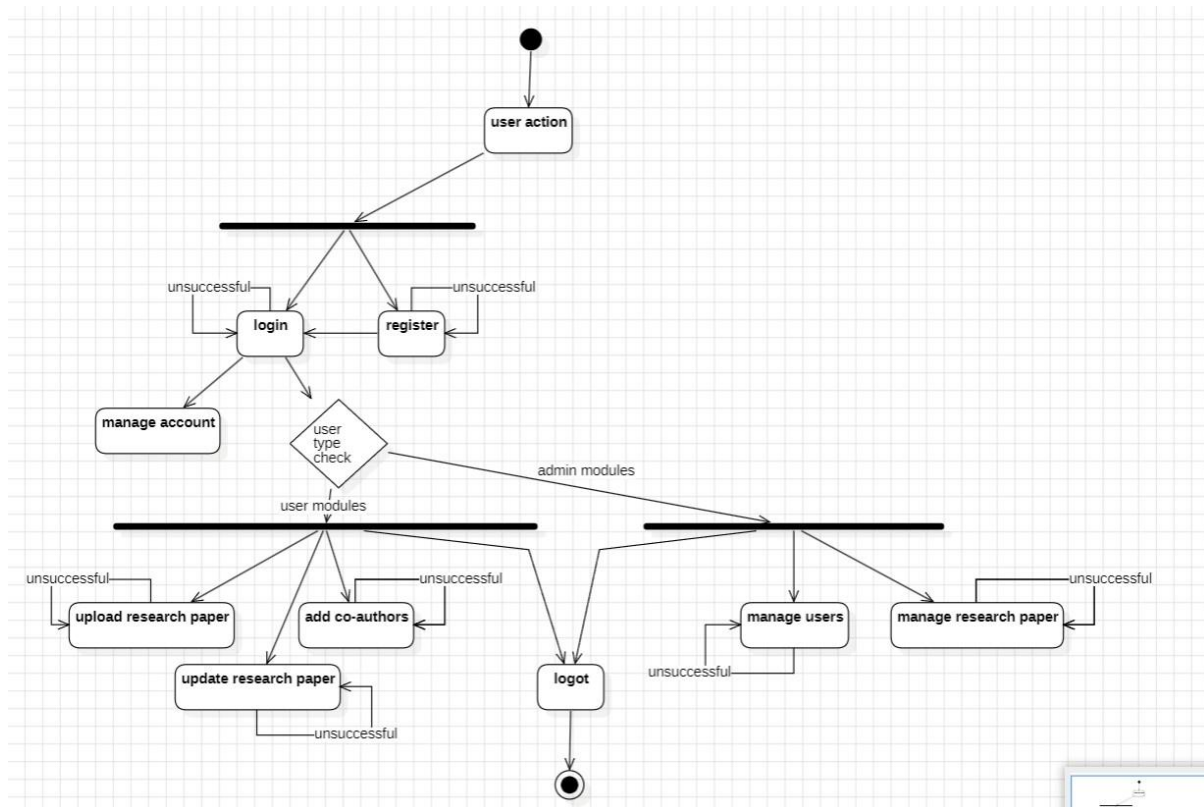 user action
unsuccessful
unsuccessful
login
register
manage account
user
type
check
admin modules
user modules
unsuccessful
unsuccessful
unsuccessful
upload research paper
add co-authors
manage users
manage research paper
unsuccessful
update research paper
logot
unsuccessful